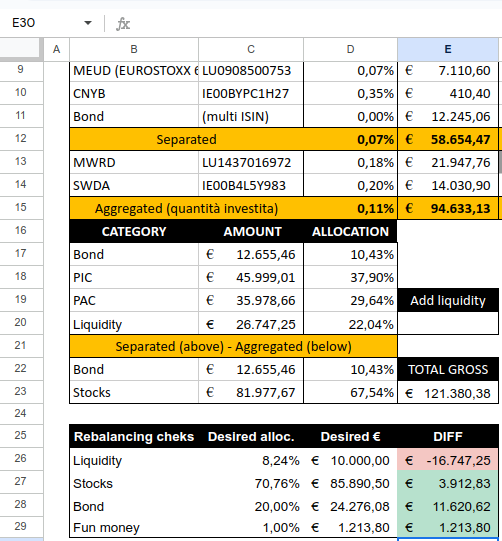 E30 fx
A B C D E
9 MEUD (EUROSTOXX 6 LU0908500753 0,07% € 7.110,60
10 CNYB IE00BYPC1H27 0,35% € 410,40
11 Bond (multi ISIN) 0,00% € 12.245,06
12 Separated 0,07% € 58.654,47
13 MWRD LU1437016972 0,18% € 21.947,76
14 SWDA IE00B4L5Y983 0,20% € 14.030,90
15 Aggregated (quantità investita) 0,11% € 94.633,13
16 CATEGORY AMOUNT ALLOCATION
17 Bond € 12.655,46 10,43%
18 PIC € 45.999,01 37,90%
19 PAC € 35.978,66 29,64% Add liquidity
20 Liquidity € 26.747,25 22,04%
21 Separated (above) - Aggregated (below)
22 Bond € 12.655,46 10,43% TOTAL GROSS
23 Stocks € 81.977,67 67,54% € 121.380,38
24
25 Rebalancing cheks Desired alloc. Desired € DIFF
26 Liquidity 8,24% € 10.000,00 € -16.747,25
27 Stocks 70,76% € 85.890,50 € 3.912,83
28 Bond 20,00% € 24.276,08 € 11.620,62
29 Fun money 1,00% € 1.213,80 € 1.213,80